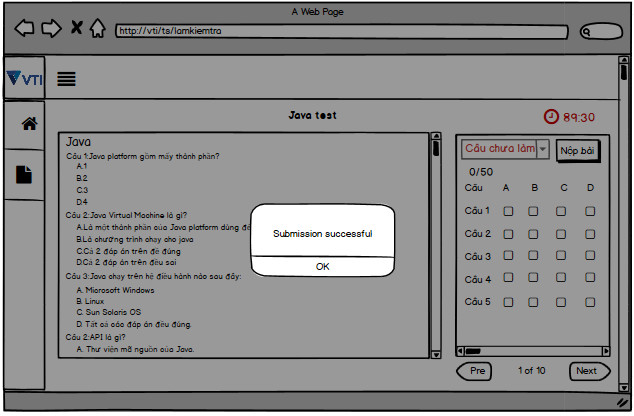 A Web Page
http://vti/ts/lamkiemtra
VTI
Java test
89:30
Java
Câu 1:Java platform gồm mấy thành phần?
A.1
B.2
C.3
D.4
Câu 2:Java Virtual Machine là gì?
A.Là một thành phần của Java platform dùng để
B.Là chương trình chạy cho java
C.Cả 2 đáp án trên đề đúng
D.Cả 2 đáp án trên đều sai
Câu 3:Java chạy trên hệ điều hành nào sau đây:
A. Microsoft Windows
B. Linux
C. Sun Solaris OS
D. Tất cả các đáp án đều đúng.
Câu 2:API là gì?
A. Thư viện mã nguồn của Java.
Submission successful
OK
Câu chưa làm
Nộp bài
0/50
Câu A B C D
Câu 1
Câu 2
Câu 3
Câu 4
Câu 5
Pre 1 of 10 Next